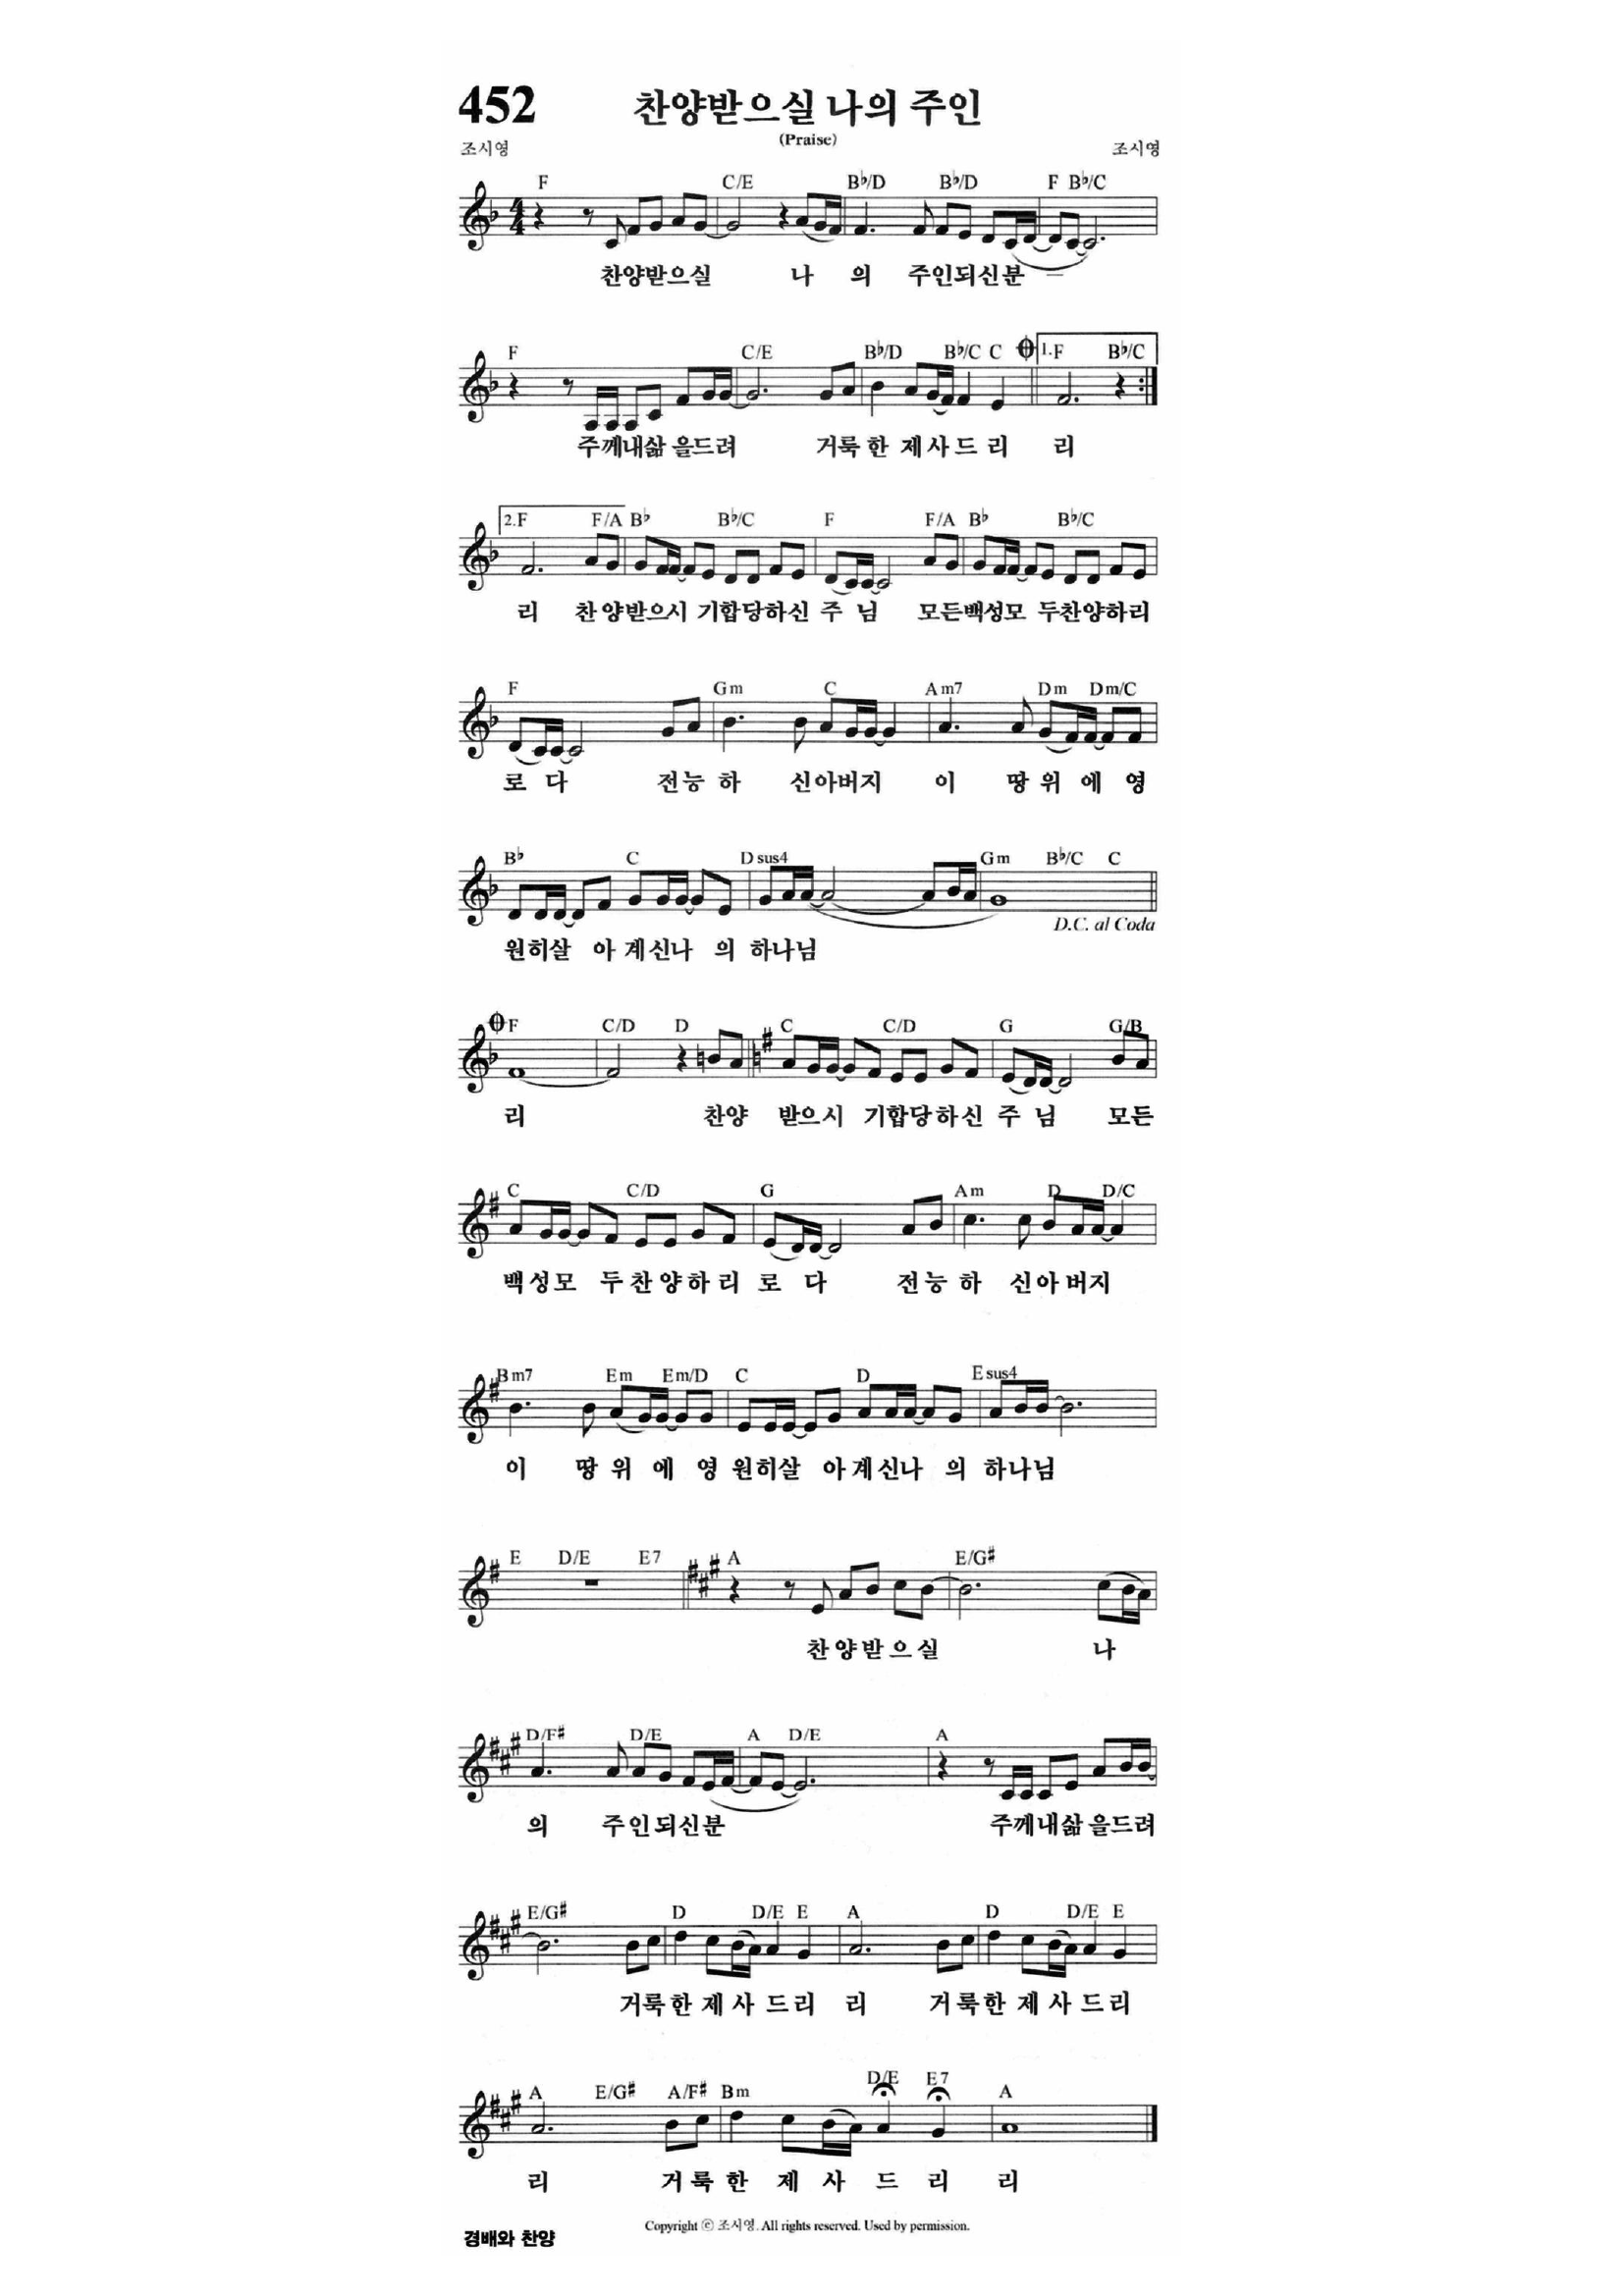 452 찬양받으실 나의 주인
(Praise)
조시영 조시영
F C/E B♭/D B♭/D F B♭/C
찬양받으실 나 의 주인되신분
F C/E B♭/D B♭/C C 1.F B♭/C
주께내삶 을드려 거룩한 제사드리 리
2.F F/A B♭ B♭/C F F/A B♭ B♭/C
리 찬양받으시 기합당하신 주 님 모든백성모 두찬양하리
F Gm C Am7 Dm Dm/C
로 다 전능 하 신아버지 이 땅 위 에 영
B♭ C D sus4 Gm B♭/C C
D.C. al Coda
원히살 아 계신나 의 하나님
F C/D D C C/D G G/B
리 찬양 받으시 기합당하신 주 님 모든
C C/D G Am D D/C
백성모 두찬양하리 로 다 전능 하 신아버지
Bm7 Em Em/D C D E sus4
이 땅 위 에 영 원히살 아계신나 의 하나님
E D/E E7 A E/G♯
찬양받으실 나
D/F♯ D/E A D/E A
의 주인되신분 주께내삶 을드려
E/G♯ D D/E E A D D/E E
거룩한 제 사 드리 리 거룩한 제 사 드리
A E/G♯ A/F♯ Bm D/E E7 A
리 거룩 한 제 사 드 리 리
Copyright ⓒ 조시영. All rights reserved. Used by permission.
경배와 찬양